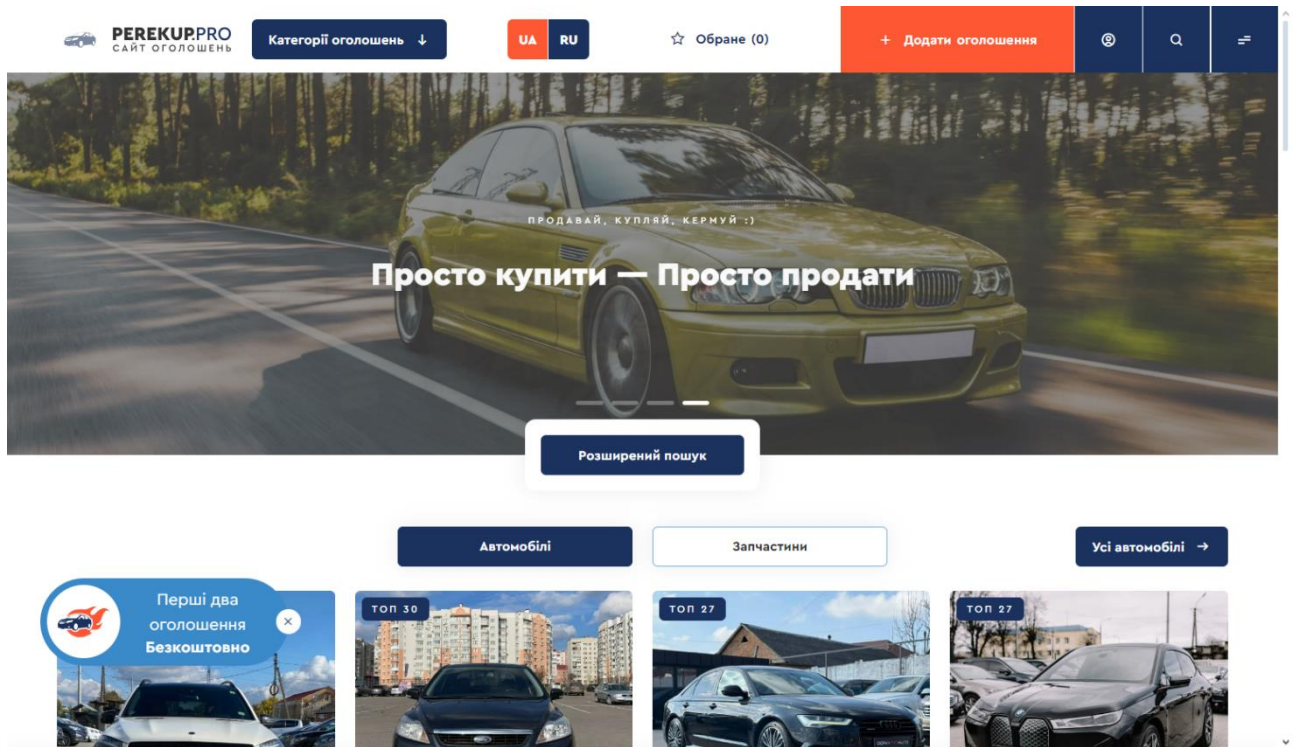 PEREKUP.PRO
САЙТ ОГОЛОШЕНЬ
Категорії оголошень ↓
UA RU
Обране (0)
+ Додати оголошення
ПРОДАВАЙ, КУПЛЯЙ, КЕРМУЙ :)
Просто купити — Просто продати
Розширений пошук
Автомобілі
Запчастини
Усі автомобілі →
Перші два
оголошення
Безкоштовно
ТОП 30
ТОП 27
ТОП 27